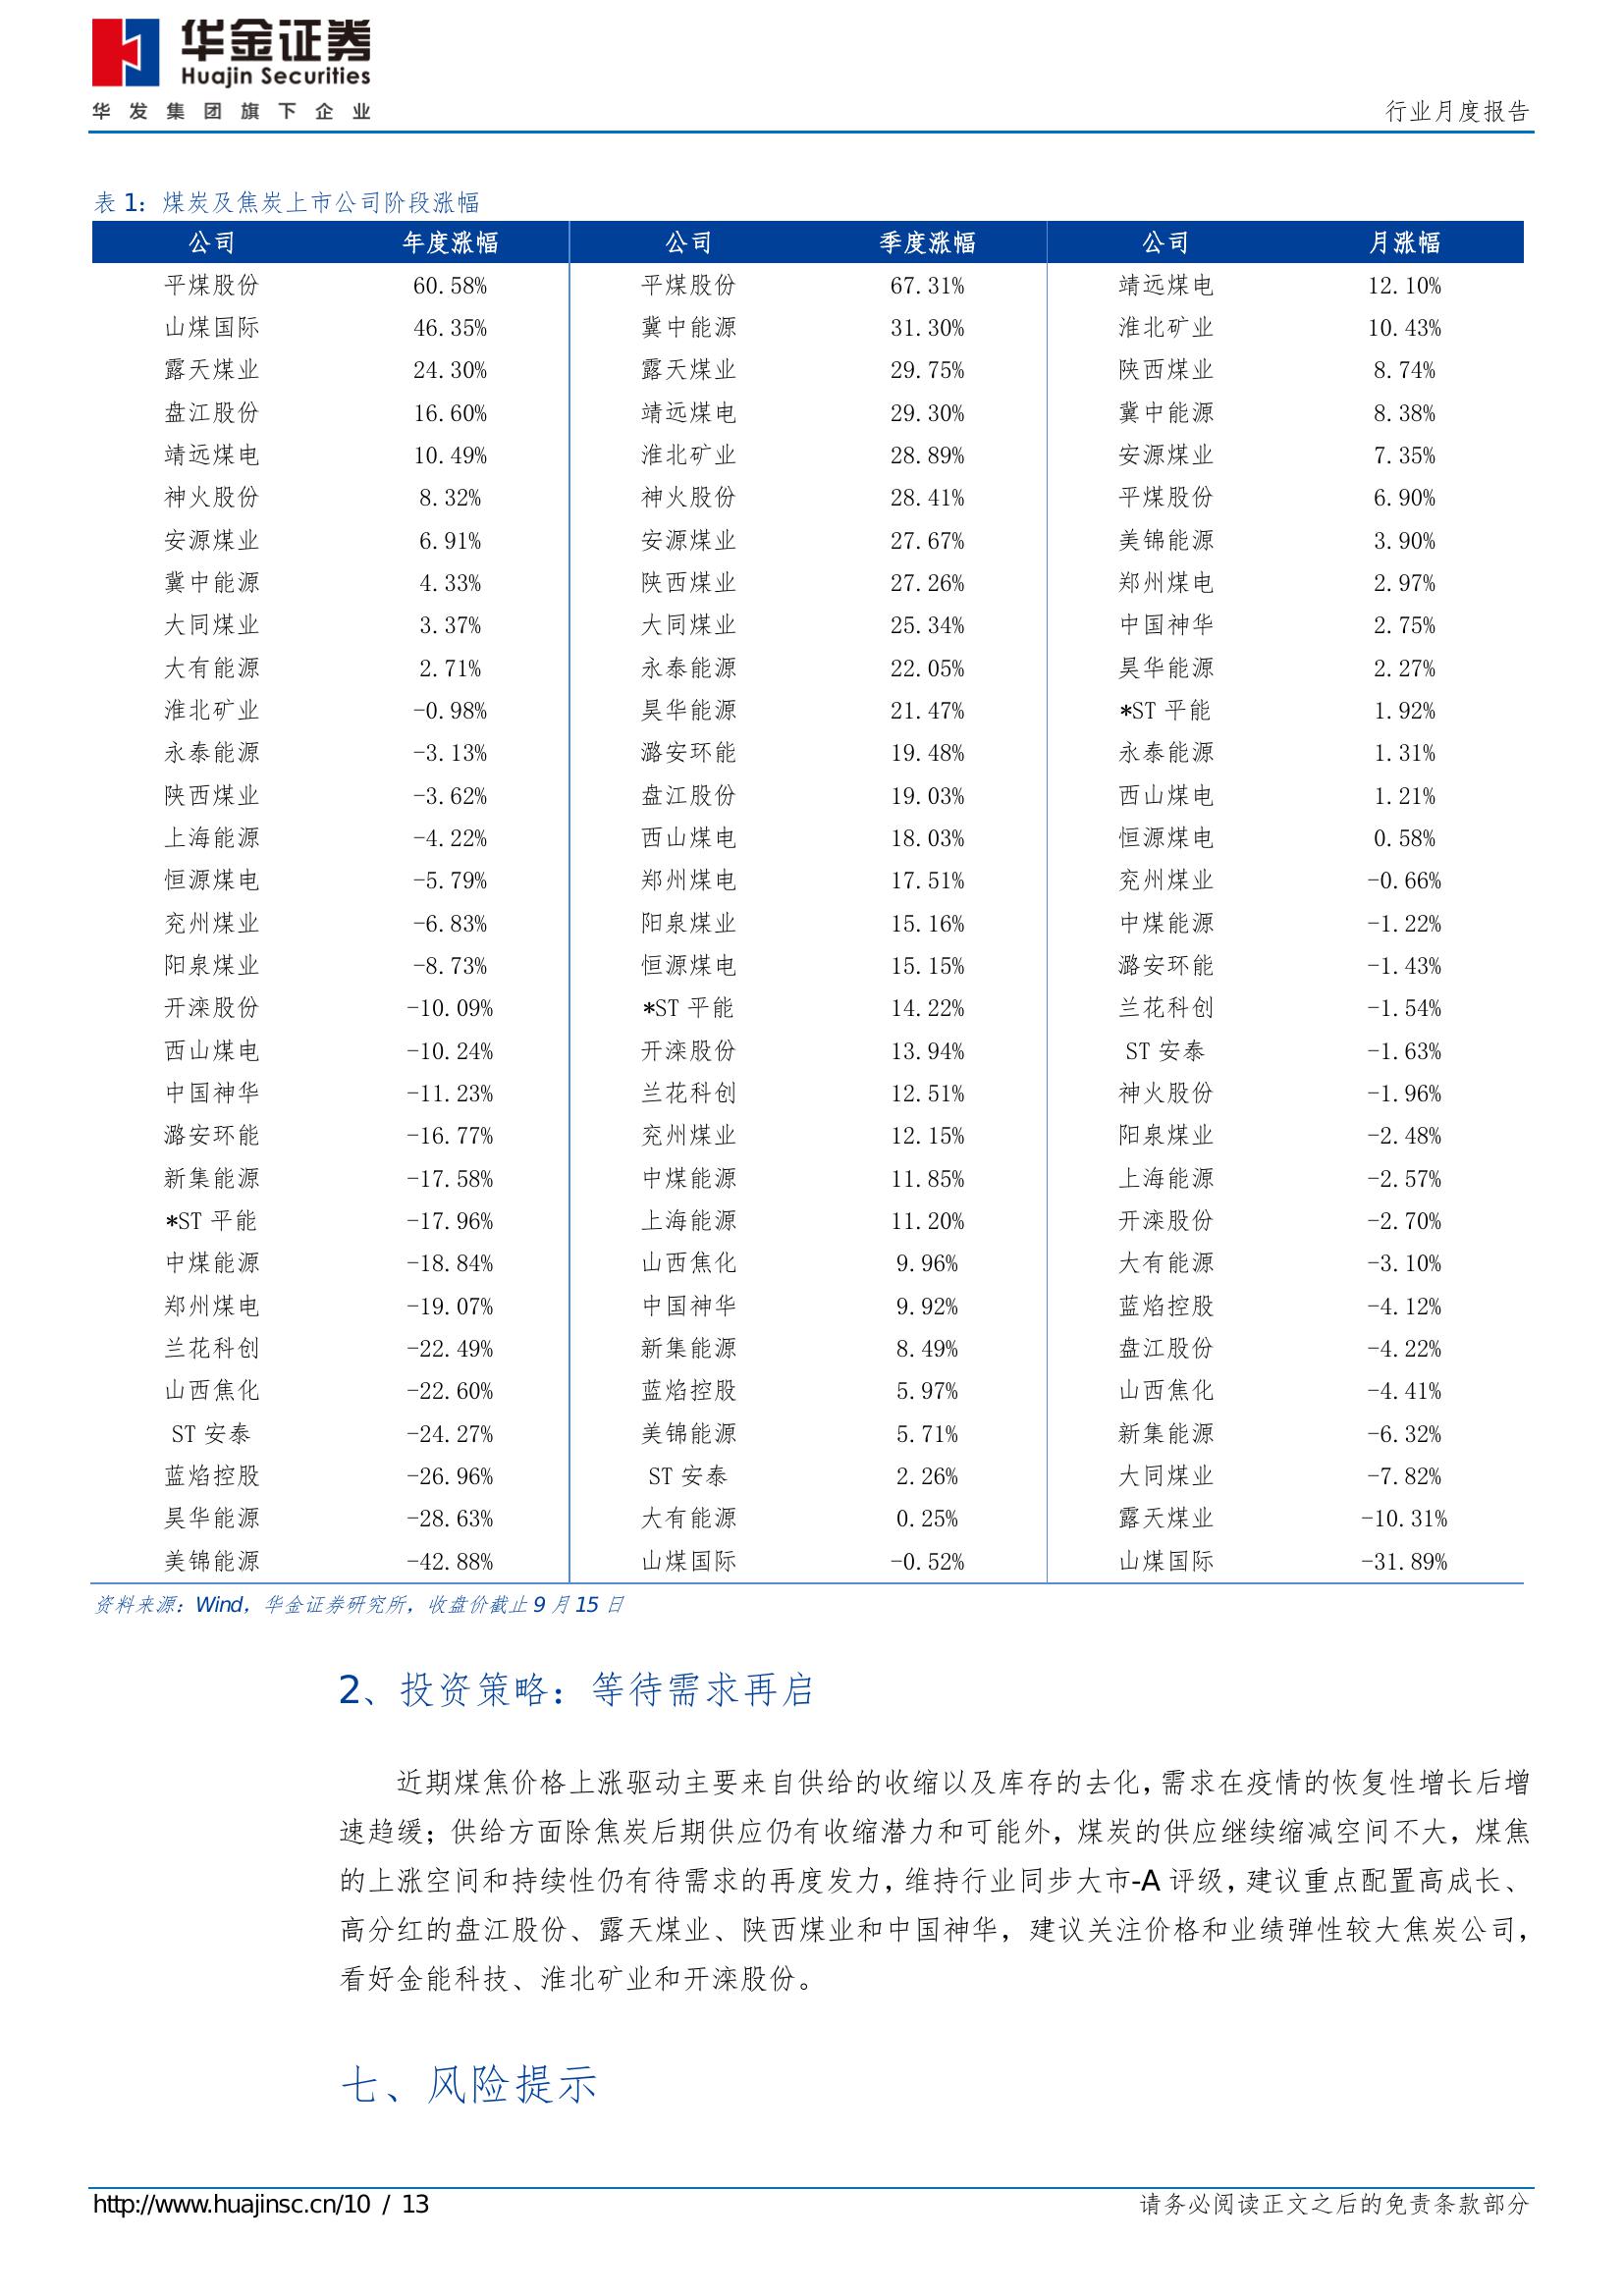 华金证券
Huajin Securities
华发集团旗下企业
行业月度报告
表 1：煤炭及焦炭上市公司阶段涨幅
公司 年度涨幅 公司 季度涨幅 公司 月涨幅
平煤股份 60.58% 平煤股份 67.31% 靖远煤电 12.10%
山煤国际 46.35% 冀中能源 31.30% 淮北矿业 10.43%
露天煤业 24.30% 露天煤业 29.75% 陕西煤业 8.74%
盘江股份 16.60% 靖远煤电 29.30% 冀中能源 8.38%
靖远煤电 10.49% 淮北矿业 28.89% 安源煤业 7.35%
神火股份 8.32% 神火股份 28.41% 平煤股份 6.90%
安源煤业 6.91% 安源煤业 27.67% 美锦能源 3.90%
冀中能源 4.33% 陕西煤业 27.26% 郑州煤电 2.97%
大同煤业 3.37% 大同煤业 25.34% 中国神华 2.75%
大有能源 2.71% 永泰能源 22.05% 昊华能源 2.27%
淮北矿业 -0.98% 昊华能源 21.47% *ST 平能 1.92%
永泰能源 -3.13% 潞安环能 19.48% 永泰能源 1.31%
陕西煤业 -3.62% 盘江股份 19.03% 西山煤电 1.21%
上海能源 -4.22% 西山煤电 18.03% 恒源煤电 0.58%
恒源煤电 -5.79% 郑州煤电 17.51% 兖州煤业 -0.66%
兖州煤业 -6.83% 阳泉煤业 15.16% 中煤能源 -1.22%
阳泉煤业 -8.73% 恒源煤电 15.15% 潞安环能 -1.43%
开滦股份 -10.09% *ST 平能 14.22% 兰花科创 -1.54%
西山煤电 -10.24% 开滦股份 13.94% ST 安泰 -1.63%
中国神华 -11.23% 兰花科创 12.51% 神火股份 -1.96%
潞安环能 -16.77% 兖州煤业 12.15% 阳泉煤业 -2.48%
新集能源 -17.58% 中煤能源 11.85% 上海能源 -2.57%
*ST 平能 -17.96% 上海能源 11.20% 开滦股份 -2.70%
中煤能源 -18.84% 山西焦化 9.96% 大有能源 -3.10%
郑州煤电 -19.07% 中国神华 9.92% 蓝焰控股 -4.12%
兰花科创 -22.49% 新集能源 8.49% 盘江股份 -4.22%
山西焦化 -22.60% 蓝焰控股 5.97% 山西焦化 -4.41%
ST 安泰 -24.27% 美锦能源 5.71% 新集能源 -6.32%
蓝焰控股 -26.96% ST 安泰 2.26% 大同煤业 -7.82%
昊华能源 -28.63% 大有能源 0.25% 露天煤业 -10.31%
美锦能源 -42.88% 山煤国际 -0.52% 山煤国际 -31.89%
资料来源：Wind，华金证券研究所，收盘价截止 9 月 15 日
2、投资策略：等待需求再启
近期煤焦价格上涨驱动主要来自供给的收缩以及库存的去化，需求在疫情的恢复性增长后增
速趋缓；供给方面除焦炭后期供应仍有收缩潜力和可能外，煤炭的供应继续缩减空间不大，煤焦
的上涨空间和持续性仍有待需求的再度发力，维持行业同步大市-A 评级，建议重点配置高成长、
高分红的盘江股份、露天煤业、陕西煤业和中国神华，建议关注价格和业绩弹性较大焦炭公司，
看好金能科技、淮北矿业和开滦股份。
七、风险提示
http://www.huajinsc.cn/10 / 13
请务必阅读正文之后的免责条款部分